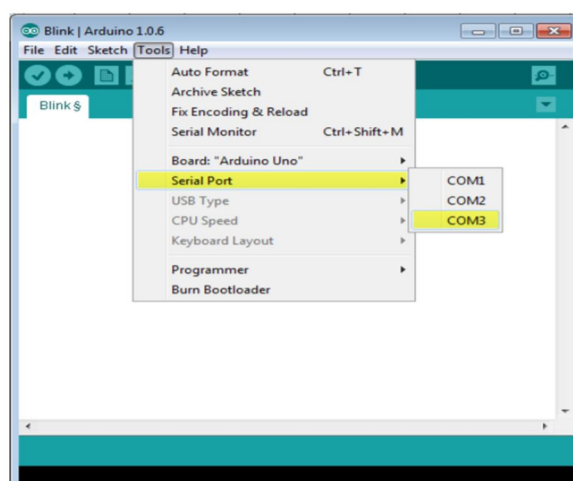 Blink | Arduino 1.0.6
File Edit Sketch Tools Help
Blink §
Auto Format Ctrl+T
Archive Sketch
Fix Encoding & Reload
Serial Monitor Ctrl+Shift+M
Board: "Arduino Uno"
Serial Port
USB Type
CPU Speed
Keyboard Layout
Programmer
Burn Bootloader
COM1
COM2
COM3